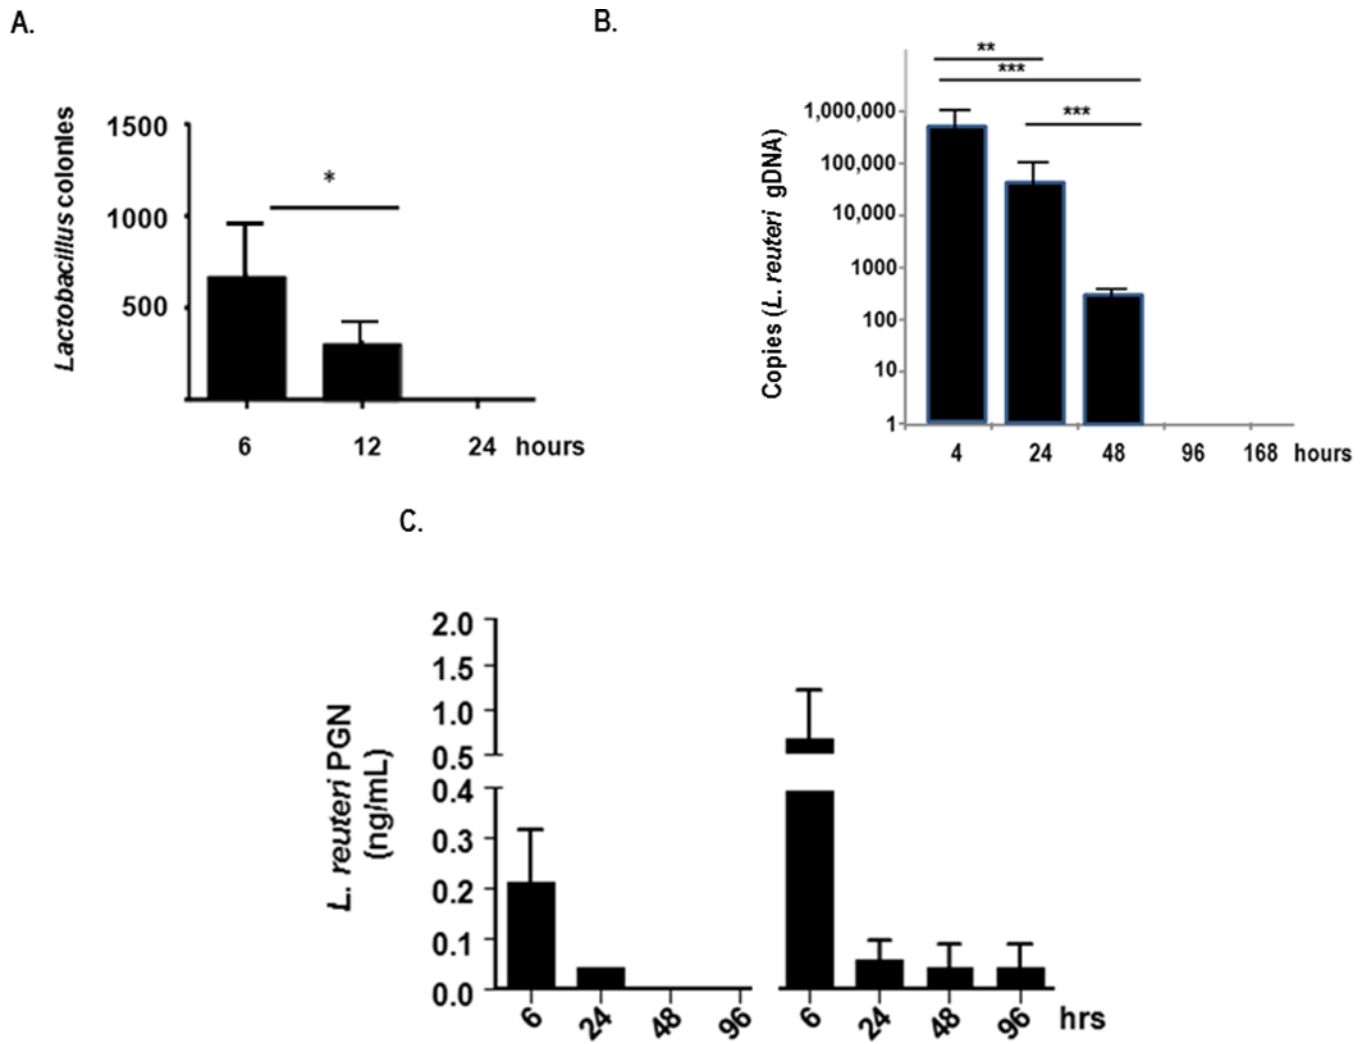 A.
Lactobacillus colonies
1500
1000
500
*
6 12 24 hours
B.
Copies (L. reuteri gDNA)
**
***
***
1,000,000
100,000
10,000
1000
100
10
1
4 24 48 96 168 hours
C.
L. reuteri PGN
(ng/mL)
2.0
1.5
1.0
0.5
0.4
0.3
0.2
0.1
0.0
6 24 48 96 6 24 48 96 hrs